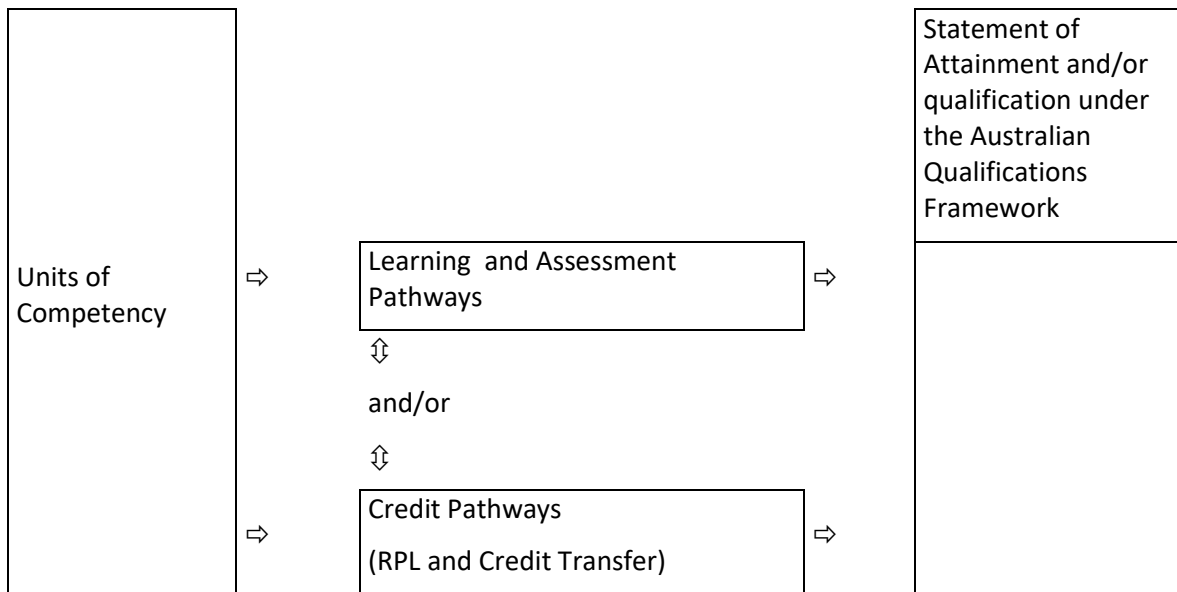 Statement of
Attainment and/or
qualification under
the Australian
Qualifications
Framework
Units of
Competency
⇨
Learning and Assessment
Pathways
⇨
⇕
and/or
⇕
⇨
Credit Pathways
(RPL and Credit Transfer)
⇨